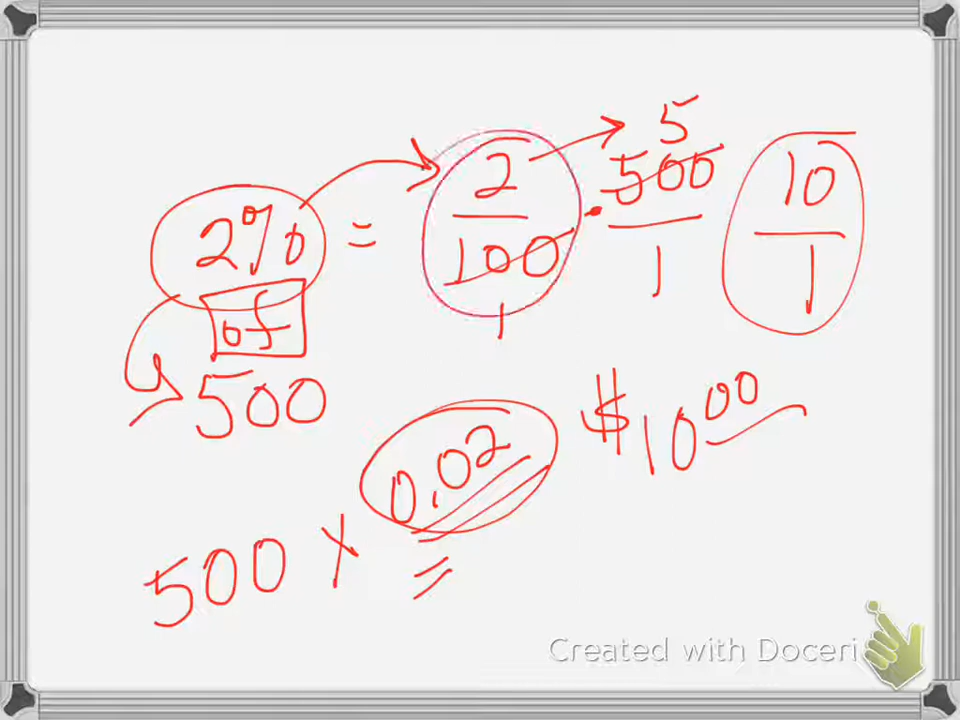 2% = 2/100 · 500/1 10/1
5
1
of
500
$10.00
500 x 0.02 =
Created with Doceri